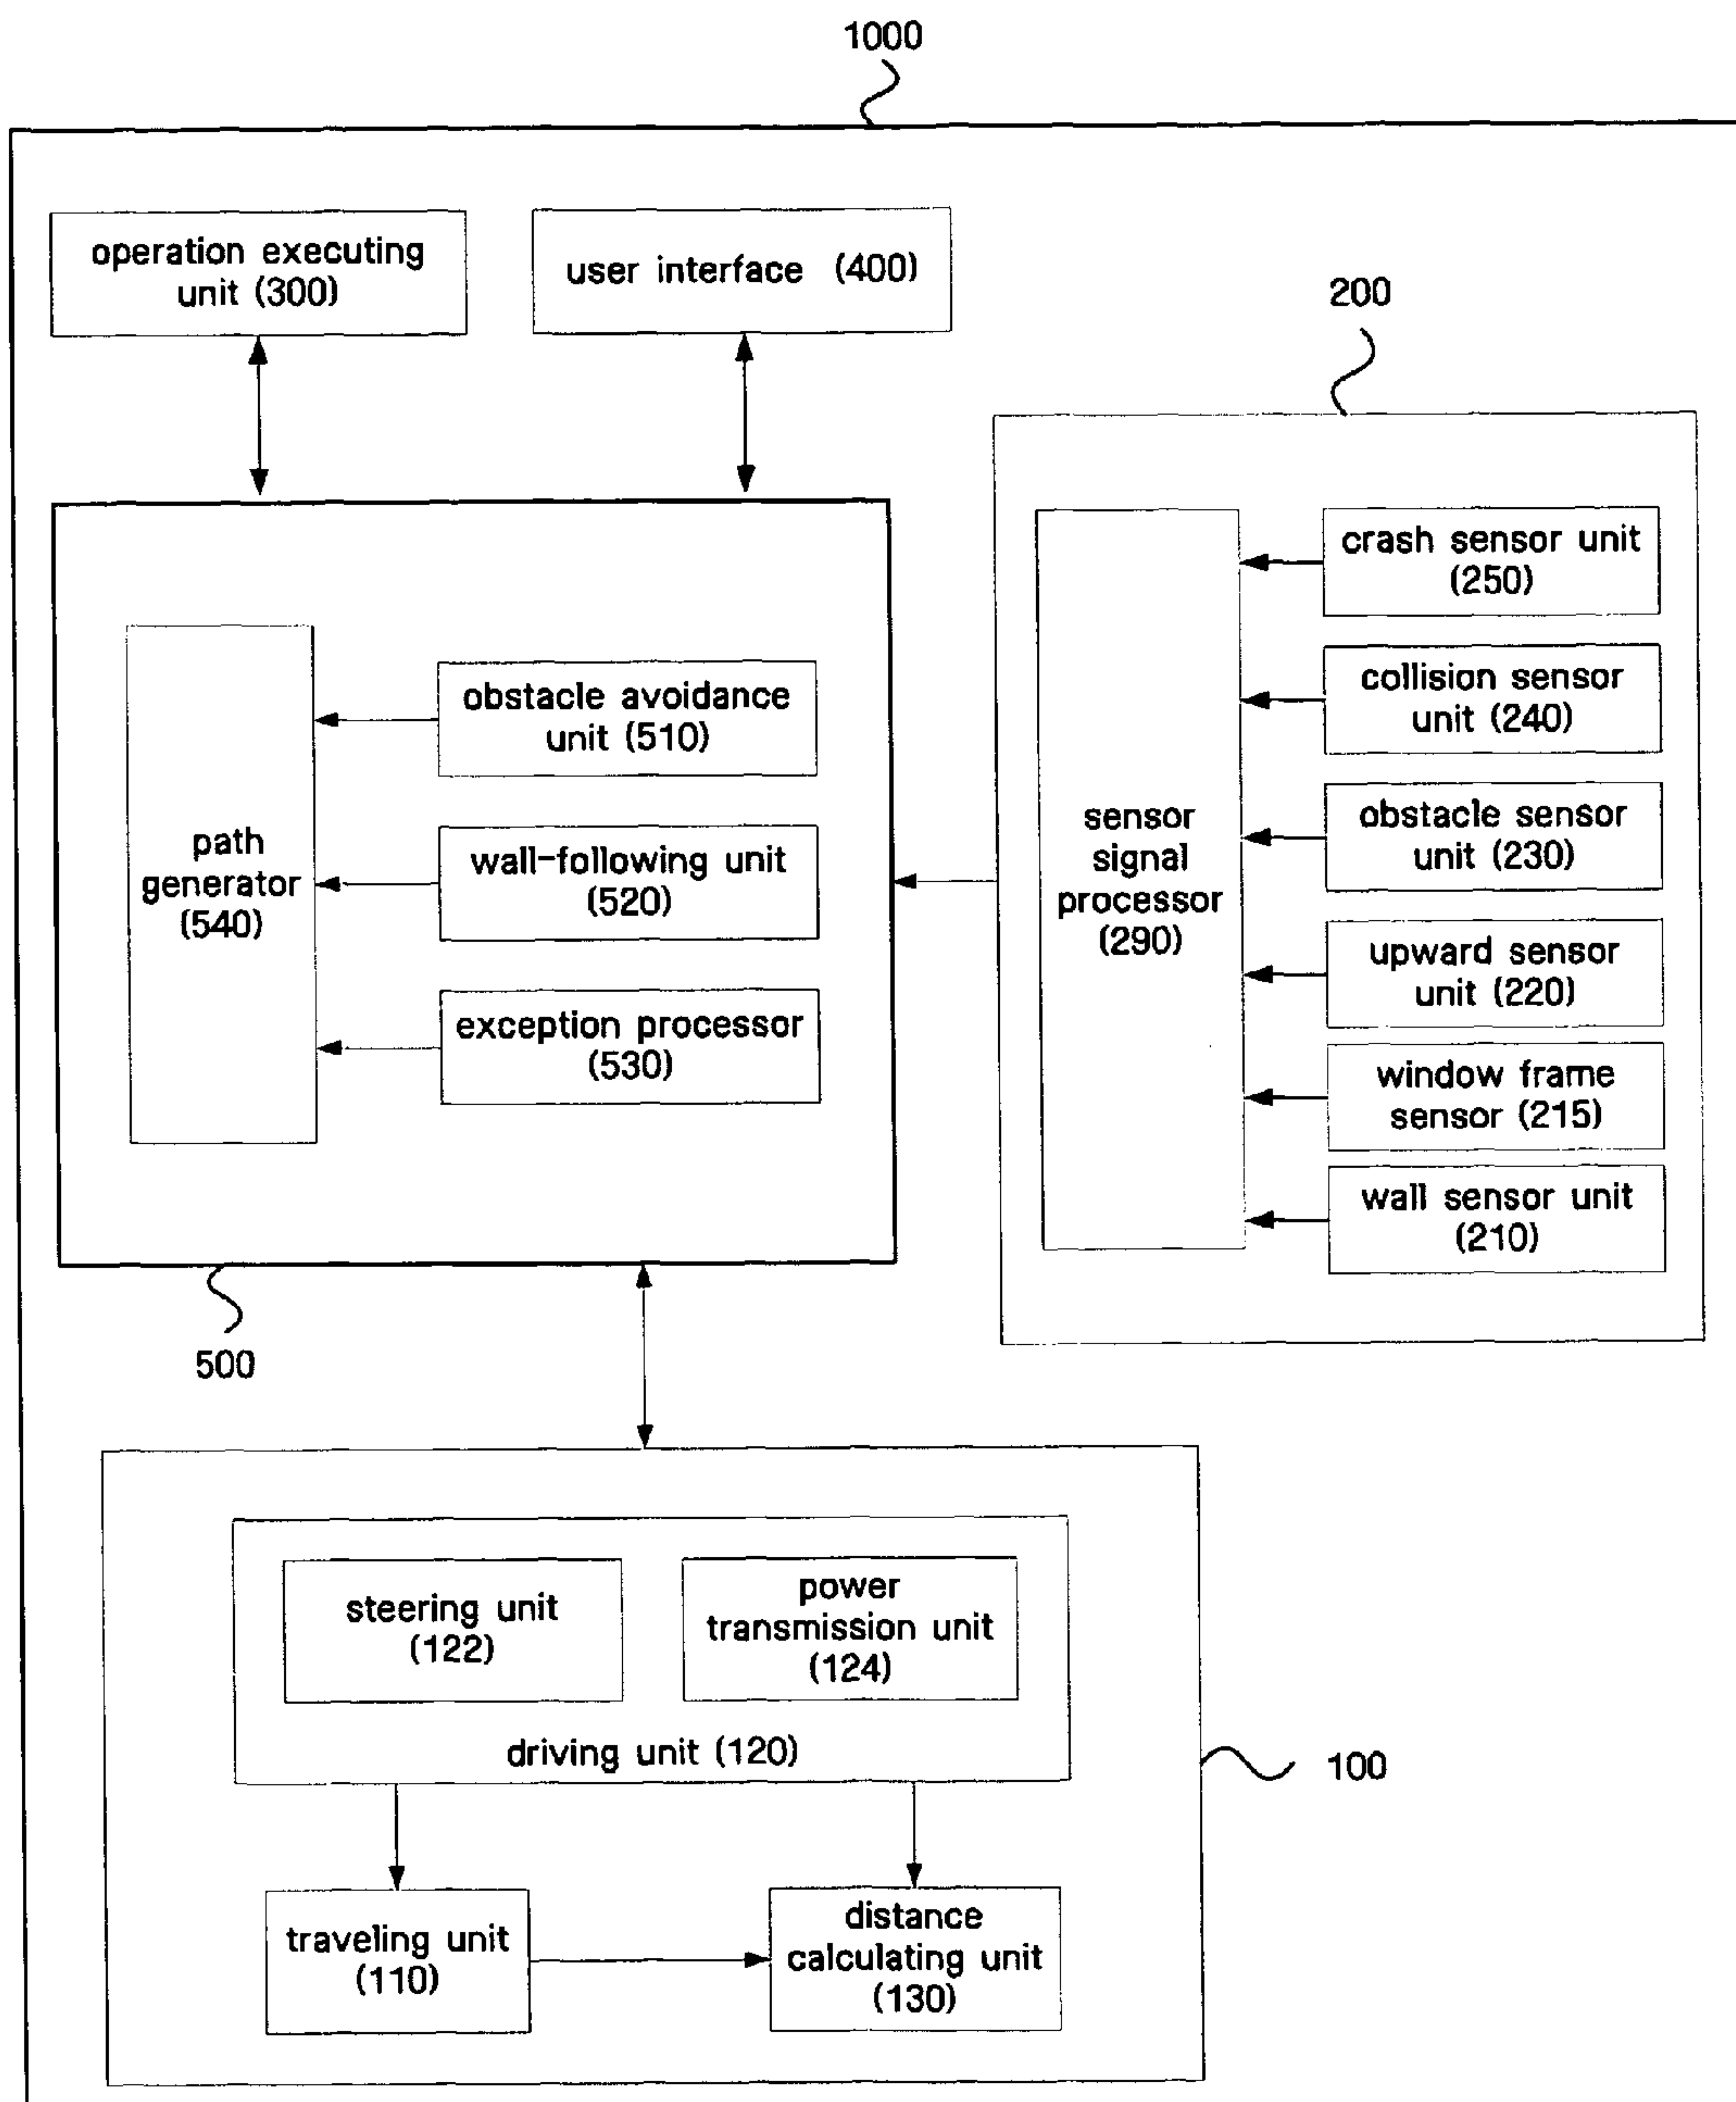 1000
operation executing
unit (300)
user interface (400)
200
crash sensor unit
(250)
collision sensor
unit (240)
obstacle sensor
unit (230)
upward sensor
unit (220)
window frame
sensor (215)
wall sensor unit
(210)
sensor
signal
processor
(290)
obstacle avoidance
unit (510)
wall-following unit
(520)
exception processor
(530)
path
generator
(540)
500
steering unit
(122)
power
transmission unit
(124)
driving unit (120)
100
traveling unit
(110)
distance
calculating unit
(130)